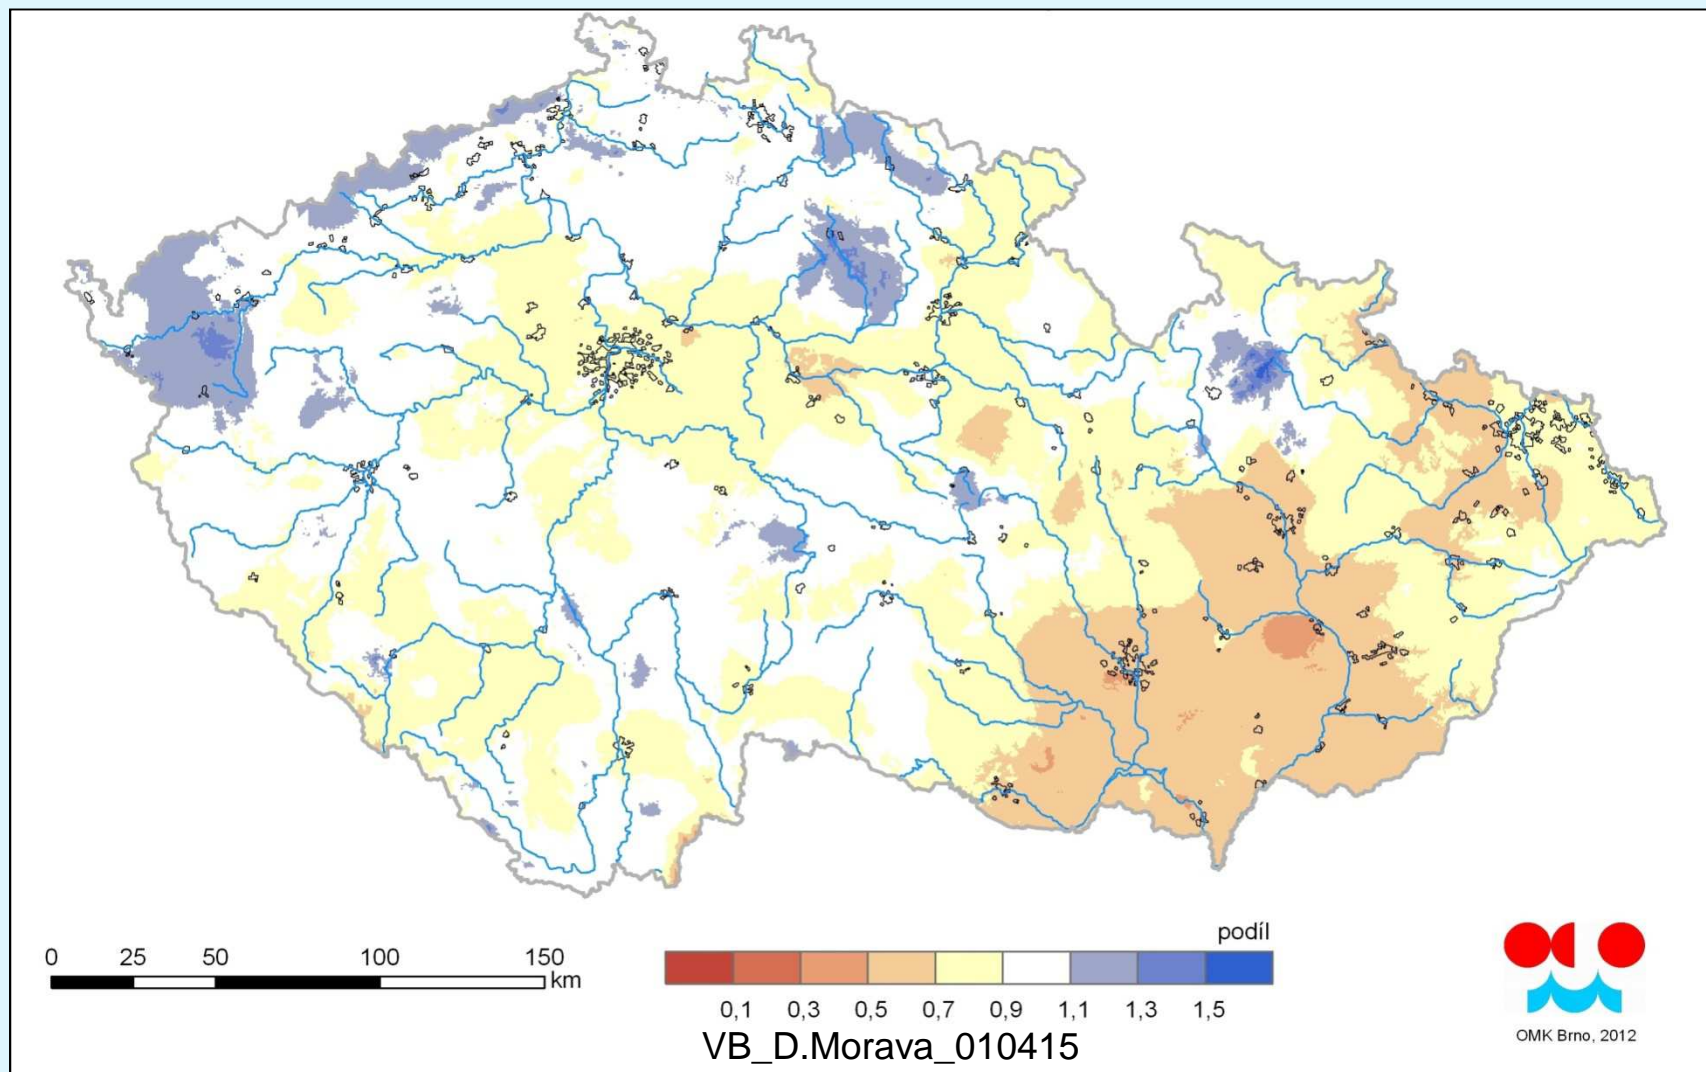 podíl
0 25 50 100 150
km
0,1 0,3 0,5 0,7 0,9 1,1 1,3 1,5
VB_D.Morava_010415
OMK Brno, 2012